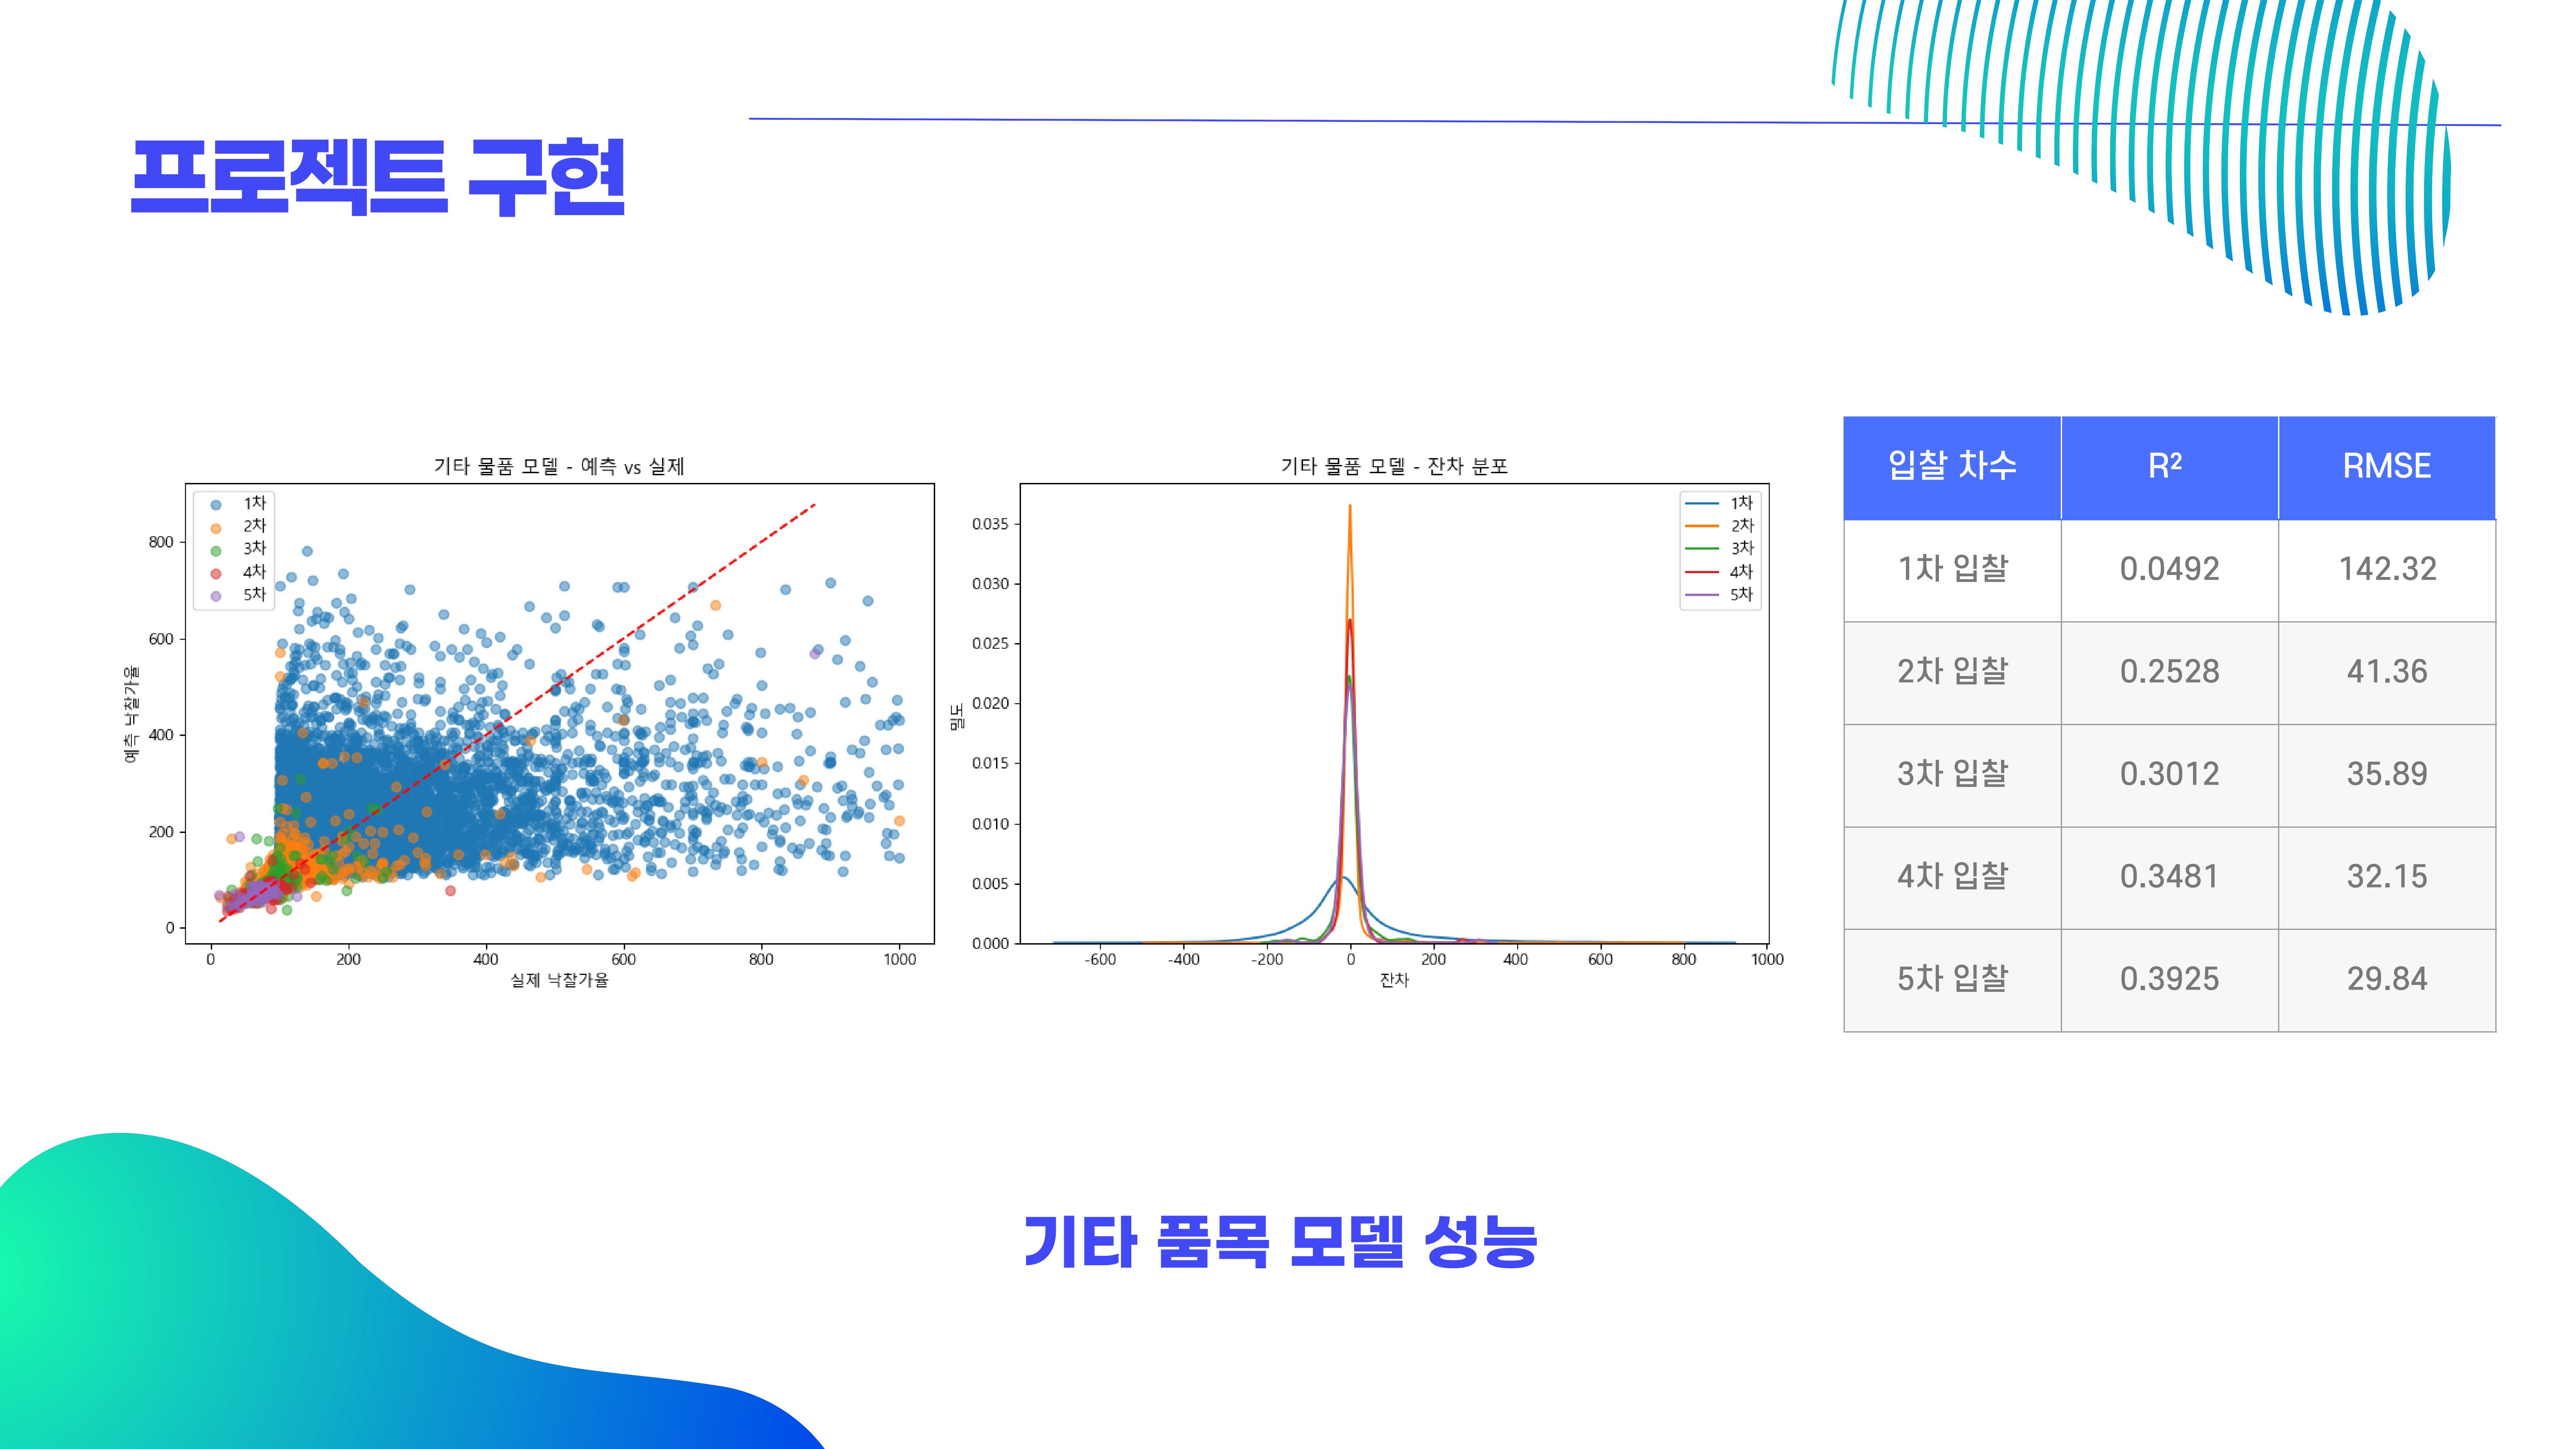 프로젝트 구현
기타 물품 모델 - 예측 vs 실제
1차
2차
3차
4차
5차
800
600
400
200
0
예측 낙찰가율
0 200 400 600 800 1000
실제 낙찰가율
기타 물품 모델 - 잔차 분포
1차
2차
3차
4차
5차
0.035
0.030
0.025
0.020
0.015
0.010
0.005
0.000
밀도
-600 -400 -200 0 200 400 600 800 1000
잔차
입찰 차수 R² RMSE
1차 입찰 0.0492 142.32
2차 입찰 0.2528 41.36
3차 입찰 0.3012 35.89
4차 입찰 0.3481 32.15
5차 입찰 0.3925 29.84
기타 품목 모델 성능